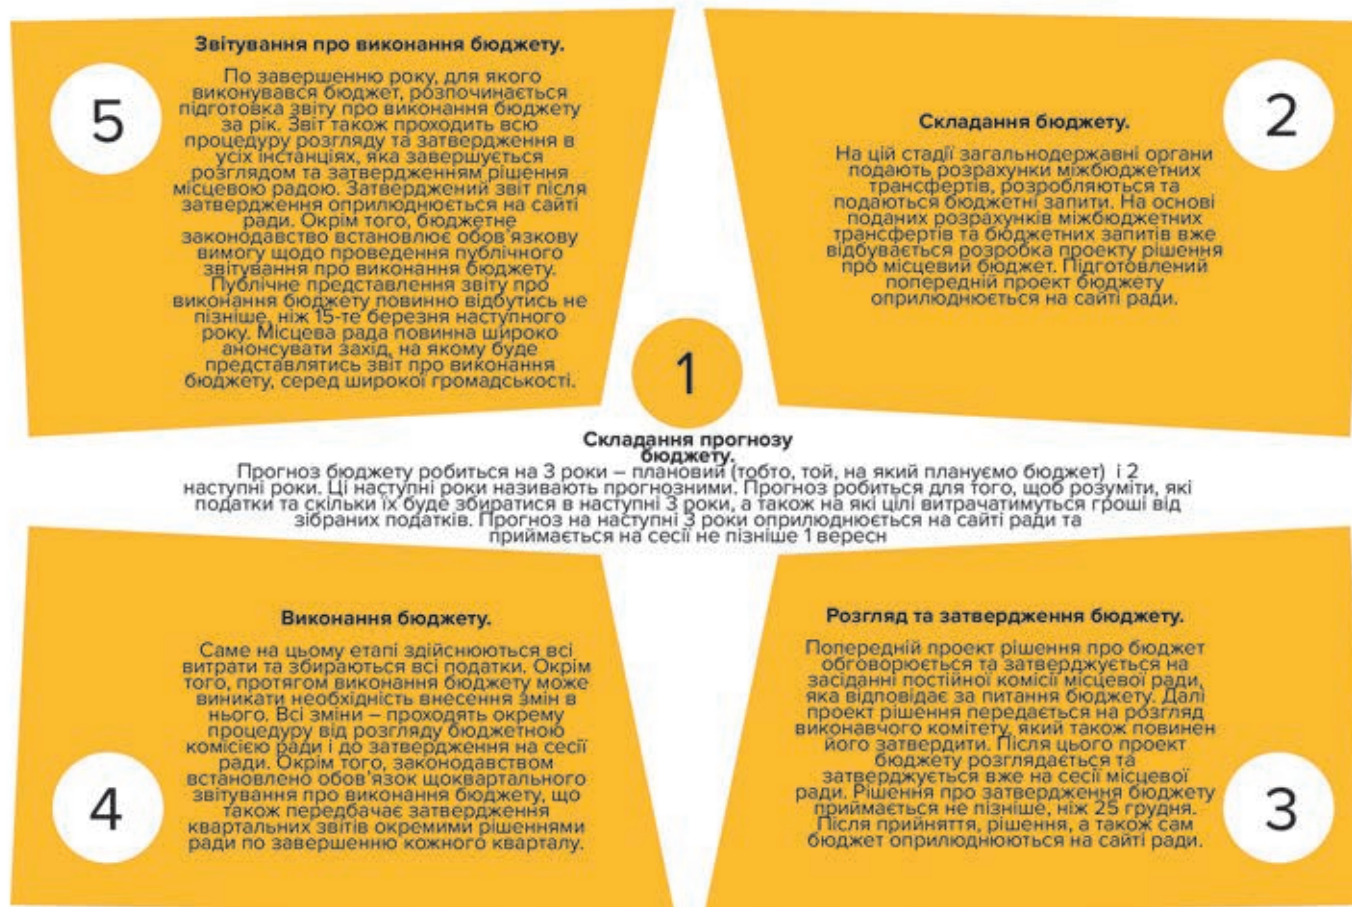 1
Складання прогнозу
бюджету.
Прогноз бюджету робиться на 3 роки – плановий (тобто, той, на який плануємо бюджет) і 2
наступні роки. Ці наступні роки називають прогнозними. Прогноз робиться для того, щоб розуміти, які
податки та скільки їх буде збиратися в наступні 3 роки, а також на які цілі витрачатимуться гроші від
зібраних податків. Прогноз на наступні 3 роки оприлюднюється на сайті ради та
приймається на сесії не пізніше 1 вересн
2
Складання бюджету.
На цій стадії загальнодержавні органи
подають розрахунки міжбюджетних
трансфертів, розробляються та
подаються бюджетні запити. На основі
поданих розрахунків міжбюджетних
трансфертів та бюджетних запитів вже
відбувається розробка проекту рішення
про місцевий бюджет. Підготовлений
попередній проект бюджету
оприлюднюється на сайті ради.
3
Розгляд та затвердження бюджету.
Попередній проект рішення про бюджет
обговорюється та затверджується на
засіданні постійної комісії місцевої ради,
яка відповідає за питання бюджету. Далі
проект рішення передається на розгляд
виконавчого комітету, який також повинен
його затвердити. Після цього проект
бюджету розглядається та
затверджується вже на сесії місцевої
ради. Рішення про затвердження бюджету
приймається не пізніше, ніж 25 грудня.
Після прийняття, рішення, а також сам
бюджет оприлюднюються на сайті ради.
4
Виконання бюджету.
Саме на цьому етапі здійснюються всі
витрати та збираються всі податки. Окрім
того, протягом виконання бюджету може
виникати необхідність внесення змін в
нього. Всі зміни – проходять окрему
процедуру від розгляду бюджетною
комісією ради і до затвердження на сесії
ради. Окрім того, законодавством
встановлено обов’язок щоквартального
звітування про виконання бюджету, що
також передбачає затвердження
квартальних звітів окремими рішеннями
ради по завершенню кожного кварталу.
5
Звітування про виконання бюджету.
По завершенню року, для якого
виконувався бюджет, розпочинається
підготовка звіту про виконання бюджету
за рік. Звіт також проходить всю
процедуру розгляду та затвердження в
усіх інстанціях, яка завершується
розглядом та затвердженням рішення
місцевою радою. Затверджений звіт після
затвердження оприлюднюється на сайті
ради. Окрім того, бюджетне
законодавство встановлює обов’язкову
вимогу щодо проведення публічного
звітування про виконання бюджету.
Публічне представлення звіту про
виконання бюджету повинно відбутись не
пізніше, ніж 15-те березня наступного
року. Місцева рада повинна широко
анонсувати захід, на якому буде
представлятись звіт про виконання
бюджету, серед широкої громадськості.